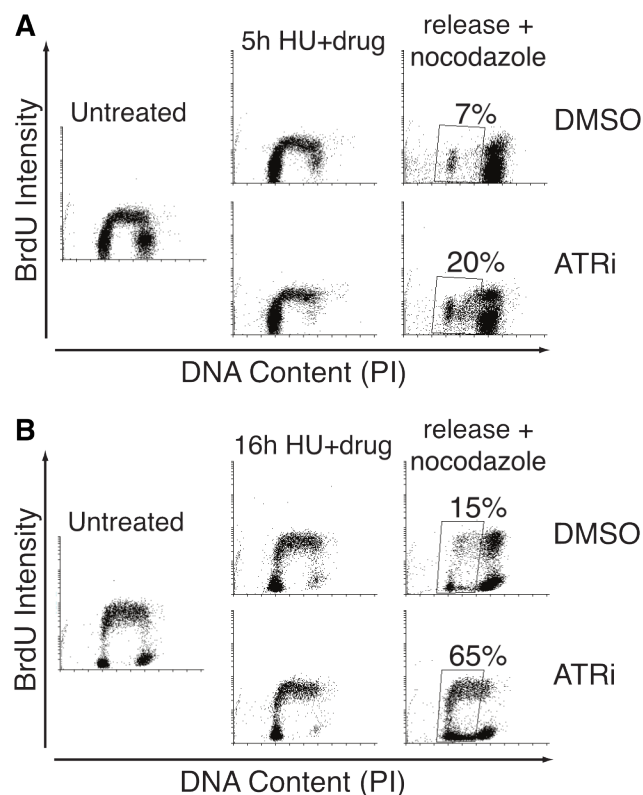 A
5h HU+drug
release +
nocodazole
Untreated
7%
DMSO
20%
ATRi
BrdU Intensity
DNA Content (PI)
B
16h HU+drug
release +
nocodazole
Untreated
15%
DMSO
65%
ATRi
BrdU Intensity
DNA Content (PI)